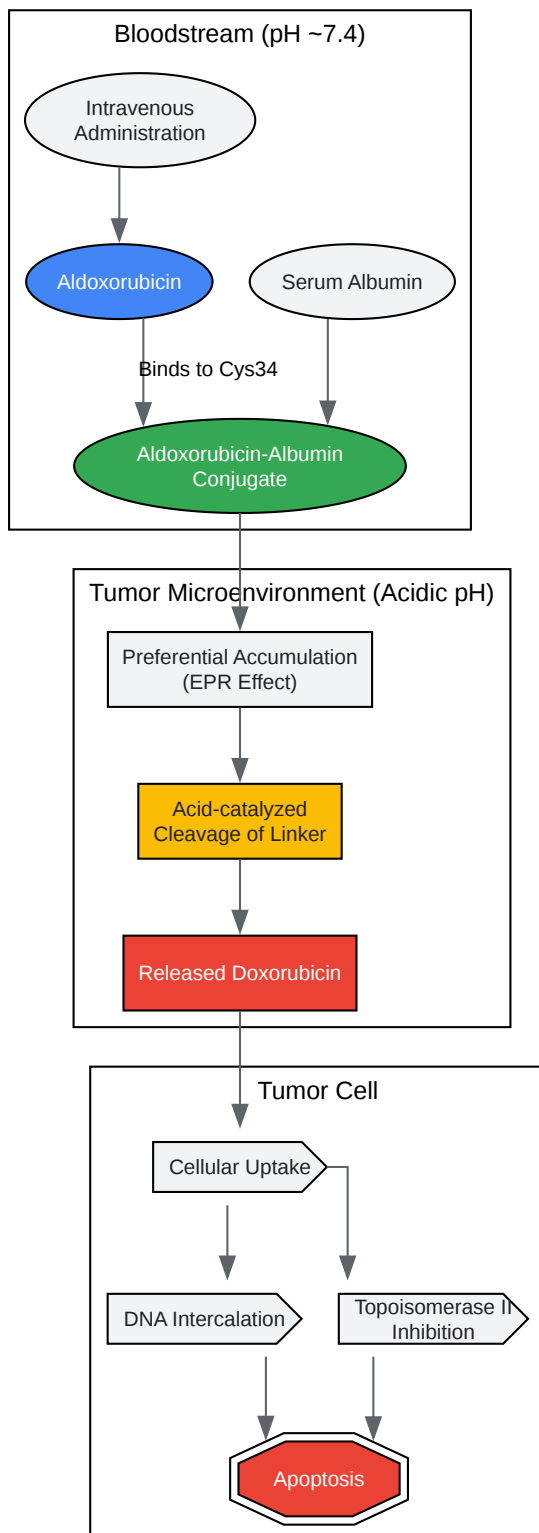 Bloodstream (pH ~7.4)
Intravenous
Administration
Aldoxorubicin
Serum Albumin
Binds to Cys34
Aldoxorubicin-Albumin
Conjugate
Tumor Microenvironment (Acidic pH)
Preferential Accumulation
(EPR Effect)
Acid-catalyzed
Cleavage of Linker
Released Doxorubicin
Tumor Cell
Cellular Uptake
DNA Intercalation
Topoisomerase II
Inhibition
Apoptosis